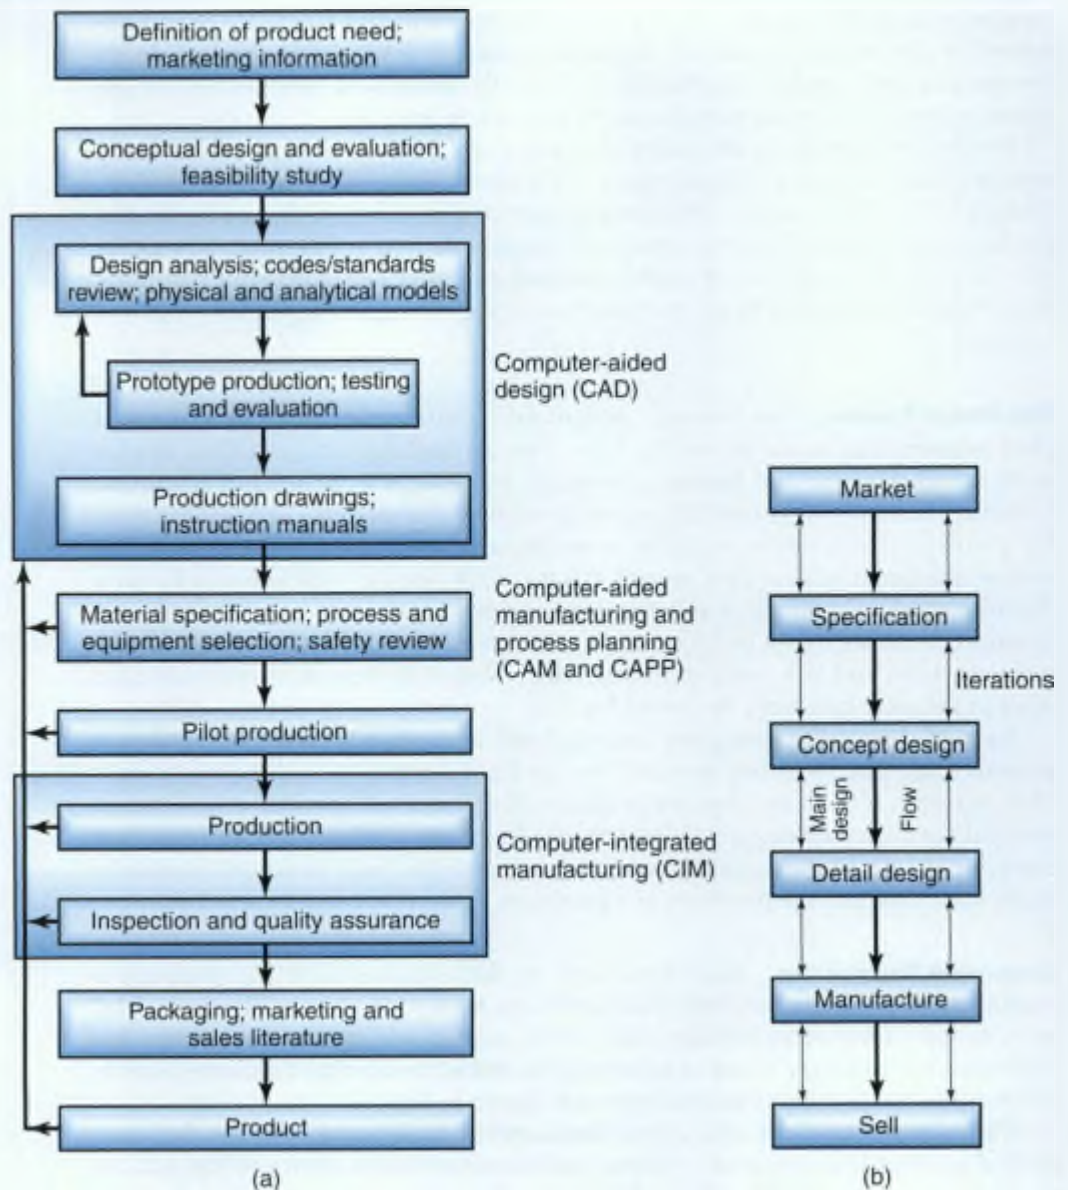 Definition of product need;
marketing information
Conceptual design and evaluation;
feasibility study
Design analysis; codes/standards
review; physical and analytical models
Prototype production; testing
and evaluation
Production drawings;
instruction manuals
Computer-aided
design (CAD)
Material specification; process and
equipment selection; safety review
Computer-aided
manufacturing and
process planning
(CAM and CAPP)
Pilot production
Production
Inspection and quality assurance
Computer-integrated
manufacturing (CIM)
Packaging; marketing and
sales literature
Product
(a)
Market
Specification
Iterations
Concept design
Main
design
Flow
Detail design
Manufacture
Sell
(b)